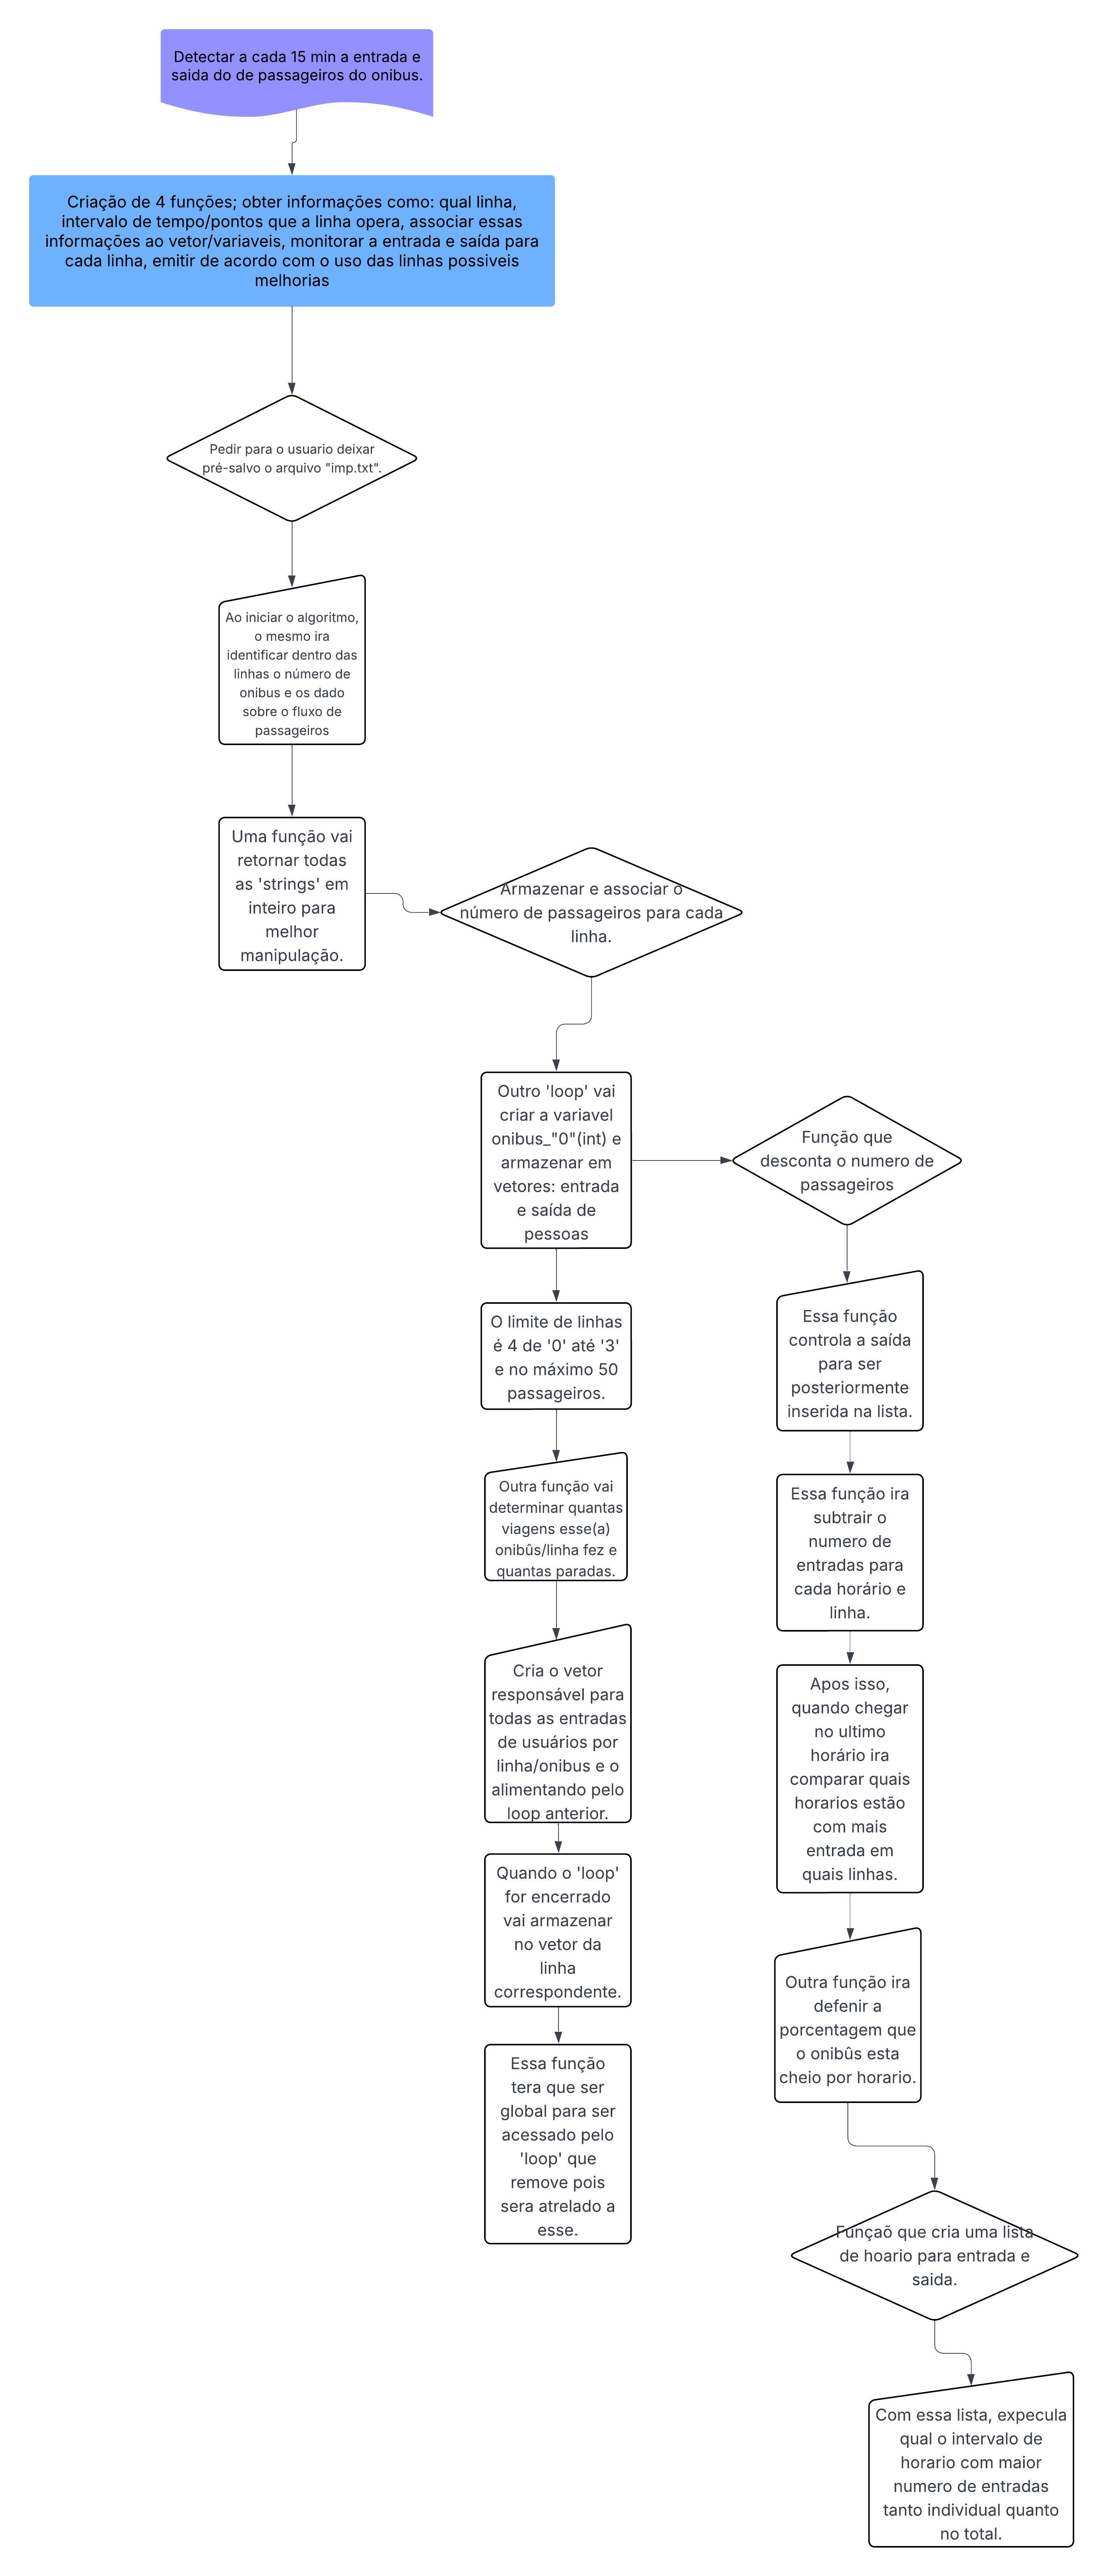 Detectar a cada 15 min a entrada e
saida do de passageiros do onibus.
Criação de 4 funções; obter informações como: qual linha,
intervalo de tempo/pontos que a linha opera, associar essas
informações ao vetor/variaveis, monitorar a entrada e saída para
cada linha, emitir de acordo com o uso das linhas possiveis
melhorias
Pedir para o usuario deixar
pré-salvo o arquivo "imp.txt".
Ao iniciar o algoritmo,
o mesmo ira
identificar dentro das
linhas o número de
onibus e os dado
sobre o fluxo de
passageiros
Uma função vai
retornar todas
as 'strings' em
inteiro para
melhor
manipulação.
Armazenar e associar o
número de passageiros para cada
linha.
Outro 'loop' vai
criar a variavel
onibus_"0"(int) e
armazenar em
vetores: entrada
e saída de
pessoas
O limite de linhas
é 4 de '0' até '3'
e no máximo 50
passageiros.
Outra função vai
determinar quantas
viagens esse(a)
onibûs/linha fez e
quantas paradas.
Cria o vetor
responsável para
todas as entradas
de usuários por
linha/onibus e o
alimentando pelo
loop anterior.
Quando o 'loop'
for encerrado
vai armazenar
no vetor da
linha
correspondente.
Essa função
tera que ser
global para ser
acessado pelo
'loop' que
remove pois
sera atrelado a
esse.
Função que
desconta o numero de
passageiros
Essa função
controla a saída
para ser
posteriormente
inserida na lista.
Essa função ira
subtrair o
numero de
entradas para
cada horário e
linha.
Apos isso,
quando chegar
no ultimo
horário ira
comparar quais
horarios estão
com mais
entrada em
quais linhas.
Outra função ira
defenir a
porcentagem que
o onibûs esta
cheio por horario.
Funçaõ que cria uma lista
de hoario para entrada e
saida.
Com essa lista, expecula
qual o intervalo de
horario com maior
numero de entradas
tanto individual quanto
no total.